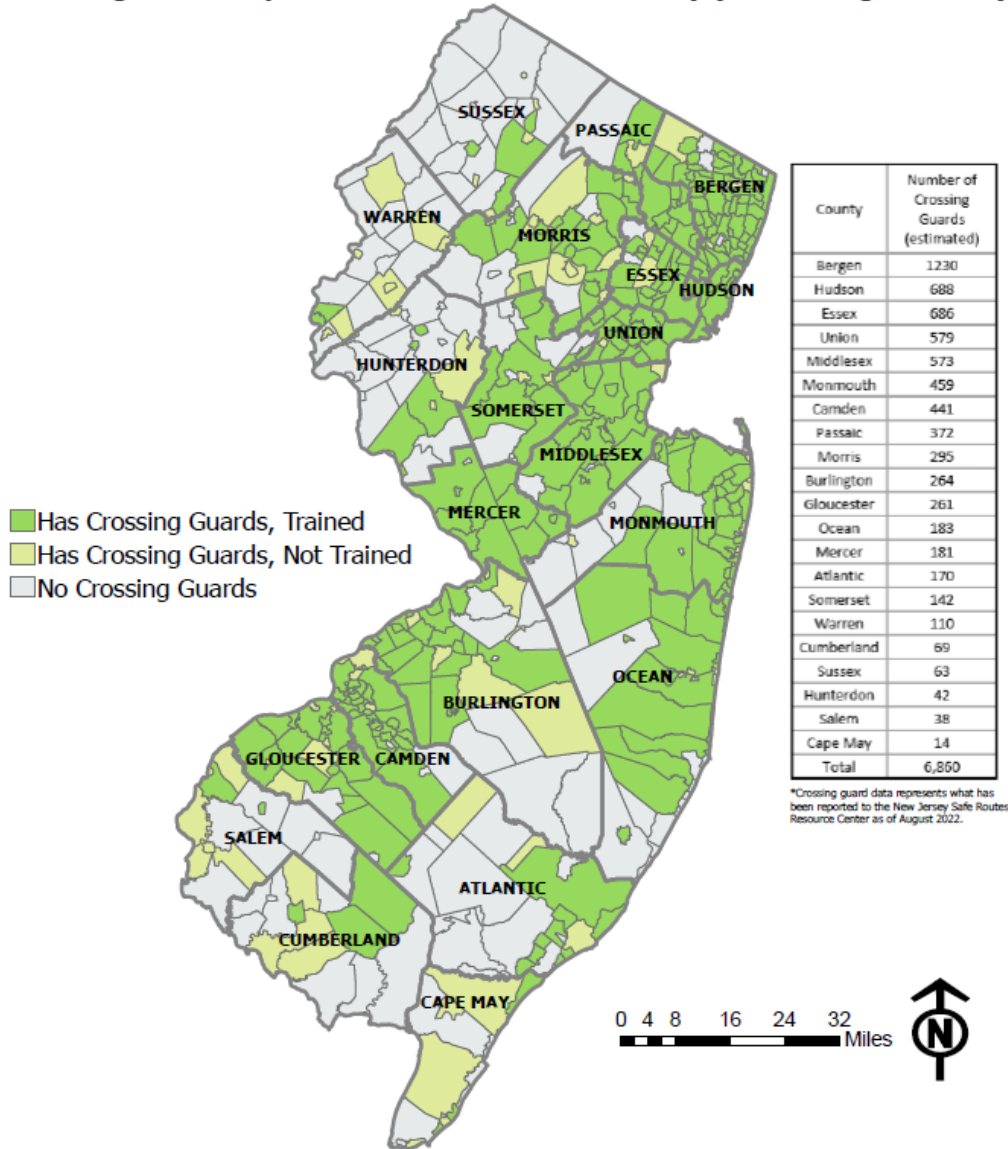 SUSSEX
PASSAIC
BERGEN
WARREN
MORRIS
ESSEX
HUDSON
UNION
HUNTERDON
SOMERSET
MIDDLESEX
MERCER
MONMOUTH
OCEAN
BURLINGTON
GLOUCESTER
CAMDEN
SALEM
ATLANTIC
CUMBERLAND
CAPE MAY
Has Crossing Guards, Trained
Has Crossing Guards, Not Trained
No Crossing Guards
County Number of Crossing Guards (estimated)
Bergen 1230
Hudson 688
Essex 686
Union 579
Middlesex 573
Monmouth 459
Camden 441
Passaic 372
Morris 295
Burlington 264
Gloucester 261
Ocean 183
Mercer 181
Atlantic 170
Somerset 142
Warren 110
Cumberland 69
Sussex 63
Hunterdon 42
Salem 38
Cape May 14
Total 6,860
*Crossing guard data represents what has
been reported to the New Jersey Safe Routes
Resource Center as of August 2022.
0 4 8 16 24 32 Miles
N